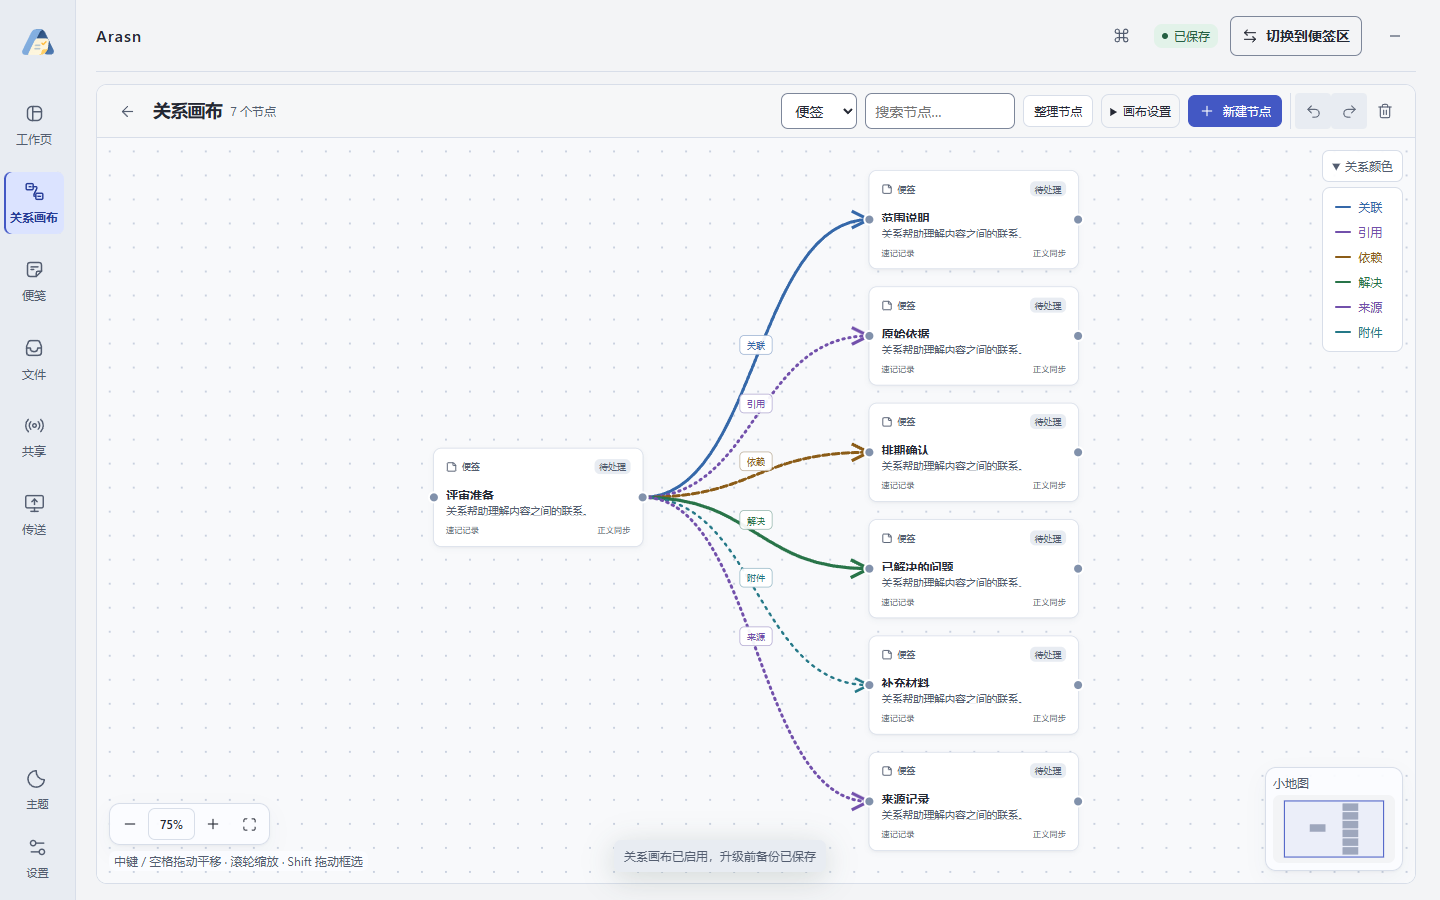 Arasn
已保存
切换到便签区
工作页
关系画布
便笺
文件
共享
传送
主题
设置
关系画布
7 个节点
便签
搜索节点...
整理节点
画布设置
新建节点
关系颜色
关联
引用
依赖
解决
来源
附件
便签
待处理
评审准备
关系帮助理解内容之间的联系。
速记记录
正义同步
关联
引用
依赖
解决
附件
来源
便签
待处理
范围说明
关系帮助理解内容之间的联系。
速记记录
正义同步
便签
待处理
原始依据
关系帮助理解内容之间的联系。
速记记录
正义同步
便签
待处理
排期确认
关系帮助理解内容之间的联系。
速记记录
正义同步
便签
待处理
已解决的问题
关系帮助理解内容之间的联系。
速记记录
正义同步
便签
待处理
补充材料
关系帮助理解内容之间的联系。
速记记录
正义同步
便签
待处理
来源记录
关系帮助理解内容之间的联系。
速记记录
正义同步
小地图
75%
中键 / 空格拖动平移 · 滚轮缩放 · Shift 拖动框选
关系画布已启用，升级前备份已保存